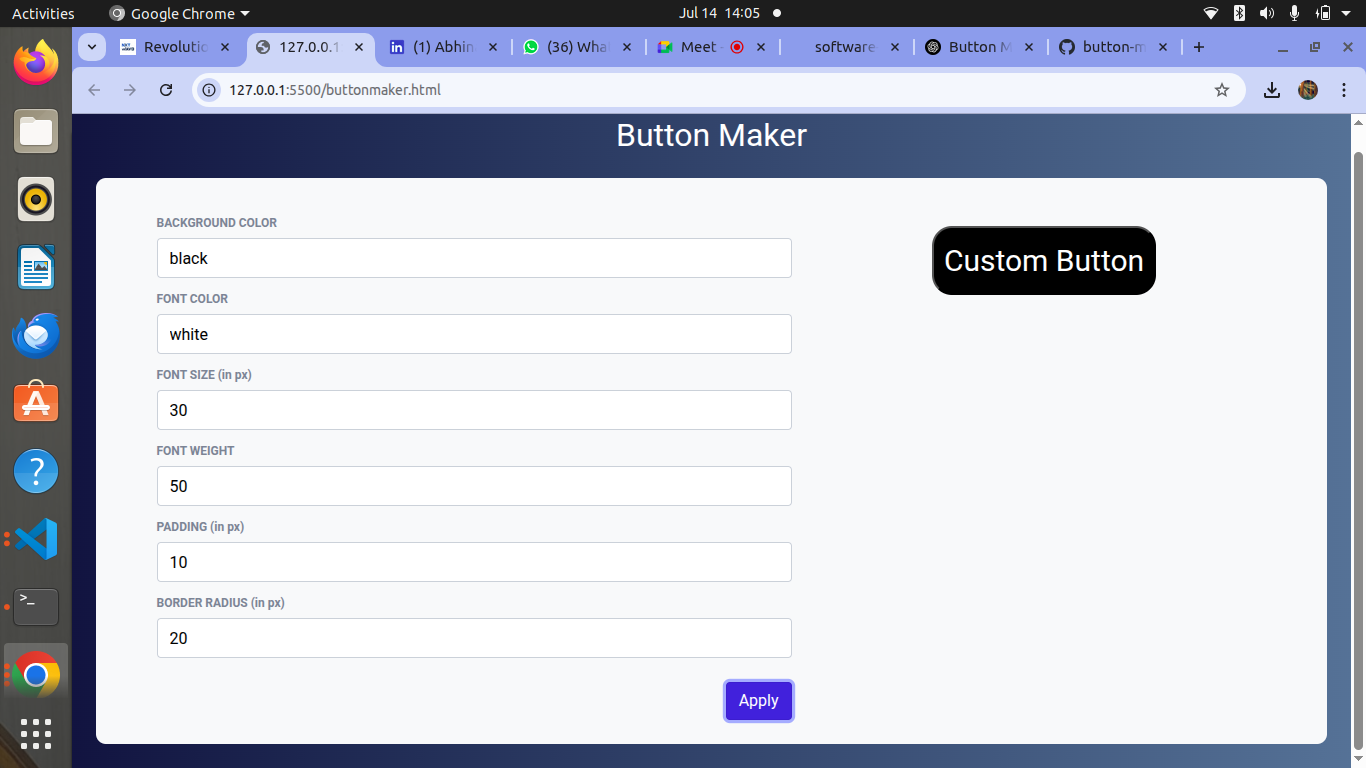 Activities Google Chrome Jul 14 14:05
Revolutio 127.0.0.1 (1) Abhin (36) Wha Meet - software button M button-m
127.0.0.1:5500/buttonmaker.html
Button Maker
BACKGROUND COLOR
black
Custom Button
FONT COLOR
white
FONT SIZE (in px)
30
FONT WEIGHT
50
PADDING (in px)
10
BORDER RADIUS (in px)
20
Apply